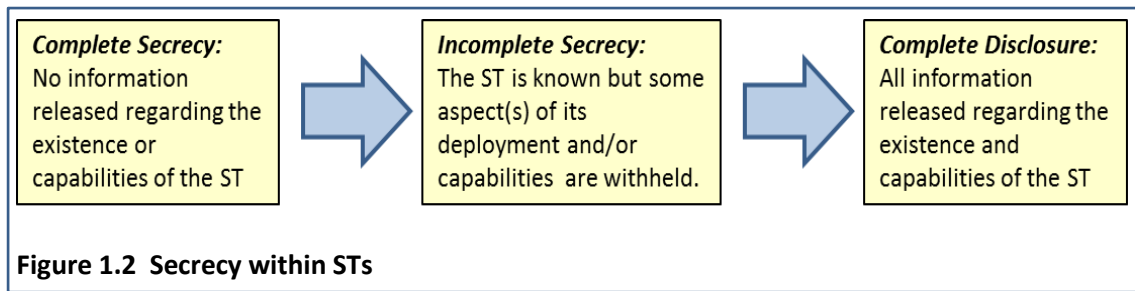 Complete Secrecy:
No information
released regarding the
existence or
capabilities of the ST
Incomplete Secrecy:
The ST is known but some
aspect(s) of its
deployment and/or
capabilities are withheld.
Complete Disclosure:
All information
released regarding the
existence and
capabilities of the ST
Figure 1.2 Secrecy within STs